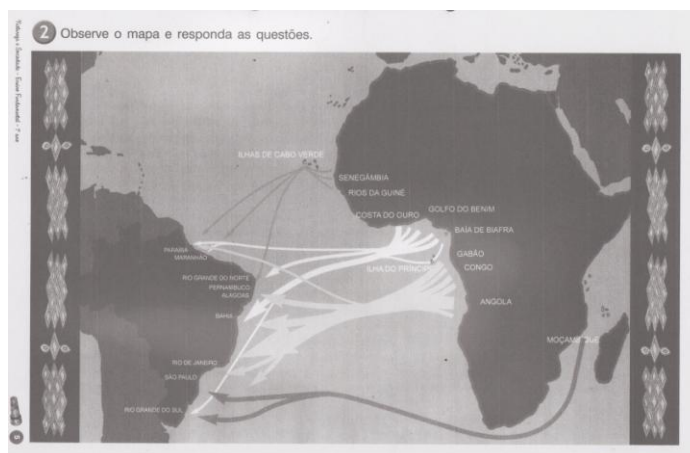 2 Observe o mapa e responda as questões.
ILHAS DE CABO VERDE
SENEGÂMBIA
RIOS DA GUINÉ
COSTA DO OURO
GOLFO DO BENIM
BAÍA DE BIAFRA
GABÃO
ILHA DO PRÍNCIPE
CONGO
ANGOLA
MOÇAMBIQUE
PARAÍBA
MARANHÃO
RIO GRANDE DO NORTE
PERNAMBUCO
ALAGOAS
BAHIA
RIO DE JANEIRO
SÃO PAULO
RIO GRANDE DO SUL